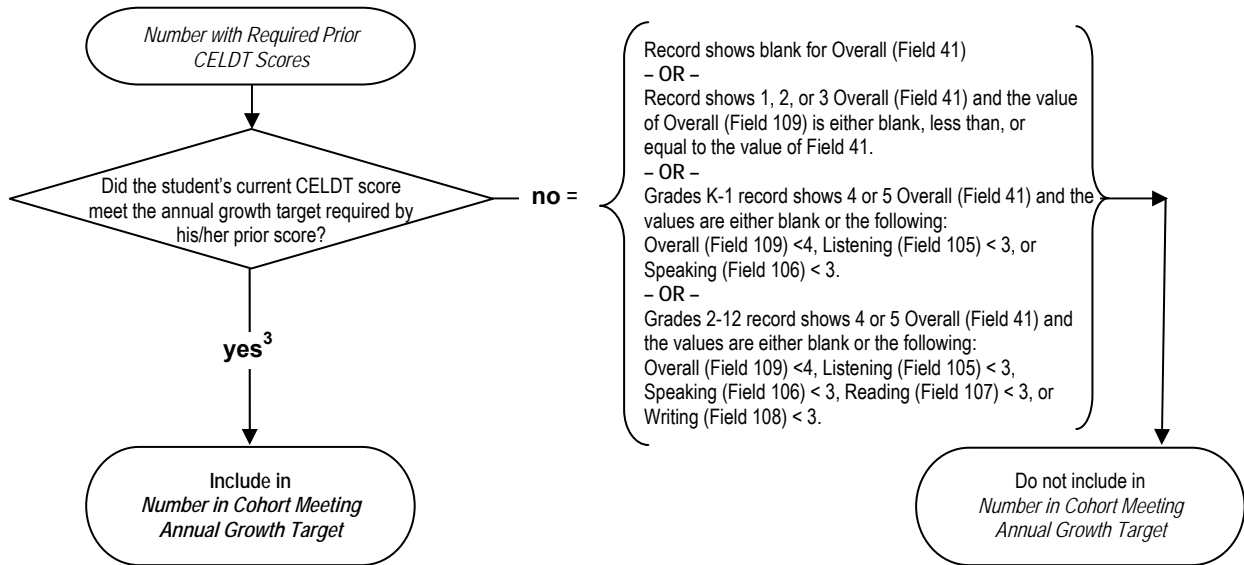 Number with Required Prior
CELDT Scores
Did the student's current CELDT score
meet the annual growth target required by
his/her prior score?
no =
Record shows blank for Overall (Field 41)
– OR –
Record shows 1, 2, or 3 Overall (Field 41) and the value
of Overall (Field 109) is either blank, less than, or
equal to the value of Field 41.
– OR –
Grades K-1 record shows 4 or 5 Overall (Field 41) and the
values are either blank or the following:
Overall (Field 109) <4, Listening (Field 105) < 3, or
Speaking (Field 106) < 3.
– OR –
Grades 2-12 record shows 4 or 5 Overall (Field 41) and
the values are either blank or the following:
Overall (Field 109) <4, Listening (Field 105) < 3,
Speaking (Field 106) < 3, Reading (Field 107) < 3, or
Writing (Field 108) < 3.
yes³
Include in
Number in Cohort Meeting
Annual Growth Target
Do not include in
Number in Cohort Meeting
Annual Growth Target